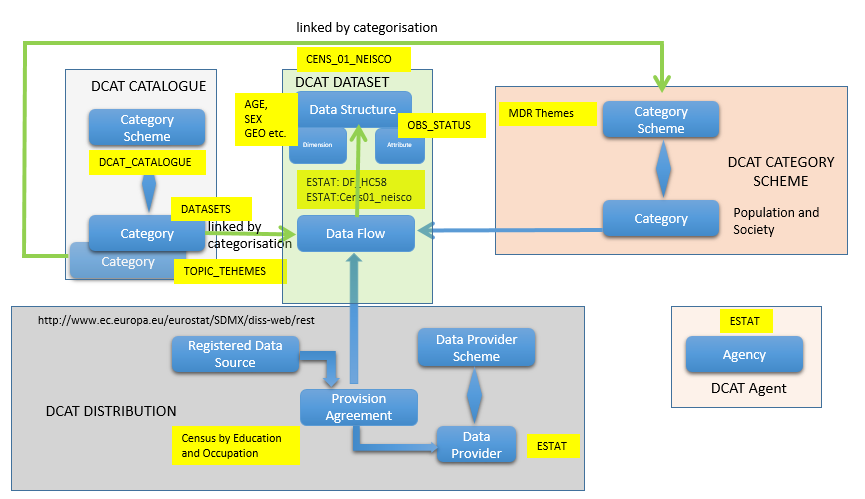 linked by categorisation
CENS_01_NEISCO
DCAT CATALOGUE
Category
Scheme
DCAT_CATALOGUE
DATASETS
Category
linked by
categorisation
Category
TOPIC_TEHEMES
DCAT DATASET
AGE,
SEX
GEO etc.
Data Structure
OBS_STATUS
Dimension
Attribute
ESTAT: DF_HC58
ESTAT:Cens01_neisco
Data Flow
MDR Themes
Category
Scheme
DCAT CATEGORY
SCHEME
Category
Population and
Society
http://www.ec.europa.eu/eurostat/SDMX/diss-web/rest
Registered Data
Source
Data Provider
Scheme
DCAT DISTRIBUTION
Provision
Agreement
Census by Education
and Occupation
Data
Provider
ESTAT
ESTAT
Agency
DCAT Agent